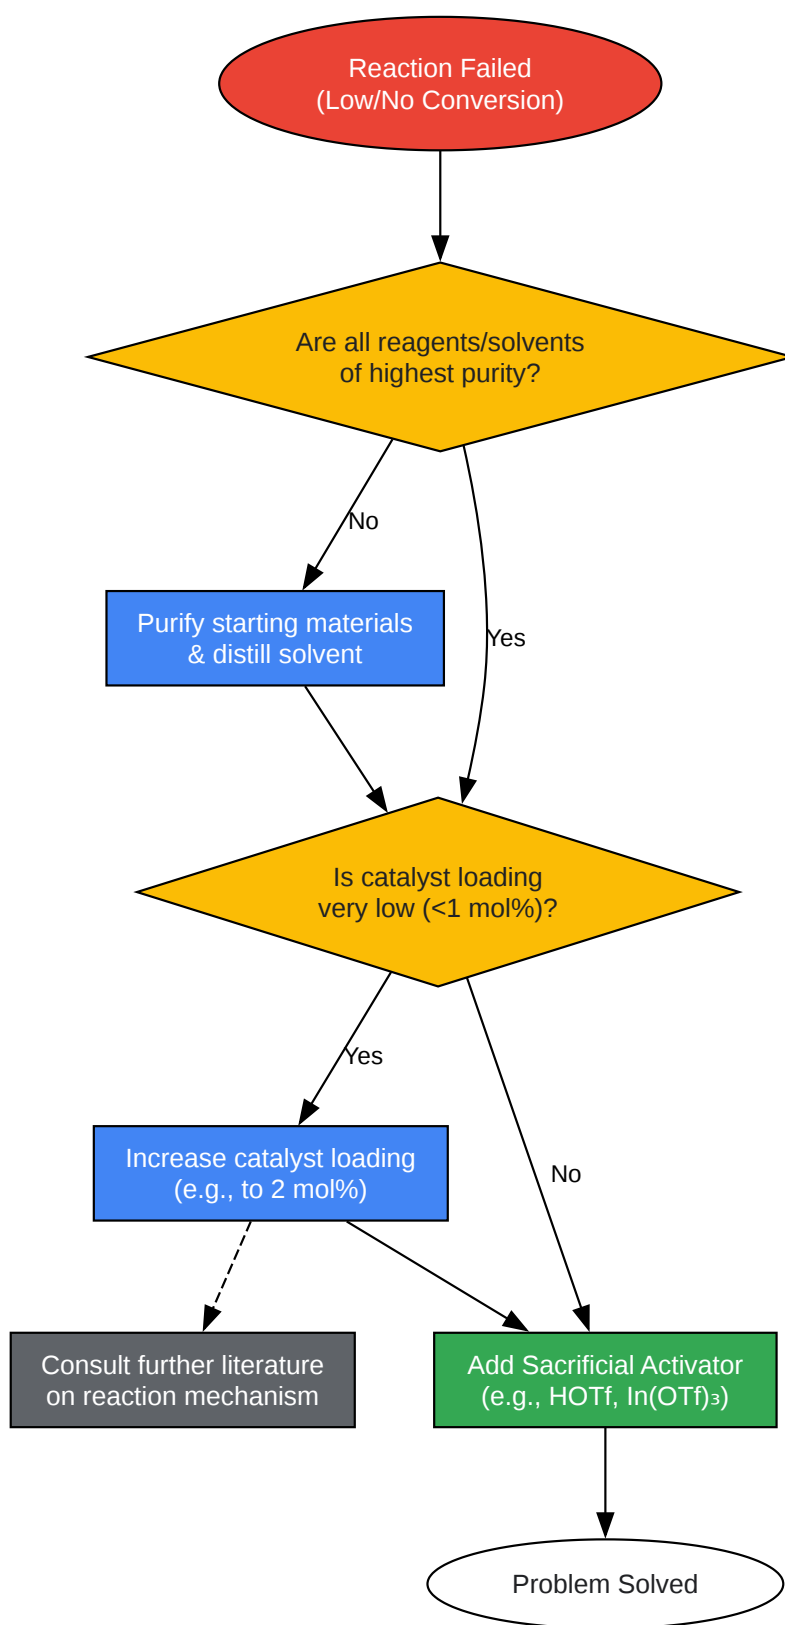 Reaction Failed
(Low/No Conversion)
Are all reagents/solvents
of highest purity?
No
Purify starting materials
& distill solvent
Yes
Is catalyst loading
very low (<1 mol%)?
Yes
Increase catalyst loading
(e.g., to 2 mol%)
No
Consult further literature
on reaction mechanism
Add Sacrificial Activator
(e.g., HOTf, In(OTf)₃)
Problem Solved